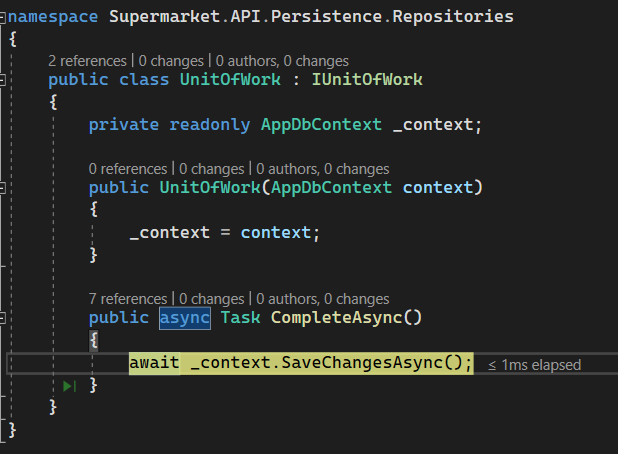 namespace Supermarket.API.Persistence.Repositories
{
2 references | 0 changes | 0 authors, 0 changes
public class UnitOfWork : IUnitOfWork
{
private readonly AppDbContext _context;
0 references | 0 changes | 0 authors, 0 changes
public UnitOfWork(AppDbContext context)
{
_context = context;
}
7 references | 0 changes | 0 authors, 0 changes
public async Task CompleteAsync()
{
await _context.SaveChangesAsync(); ≤ 1ms elapsed
}
}
}